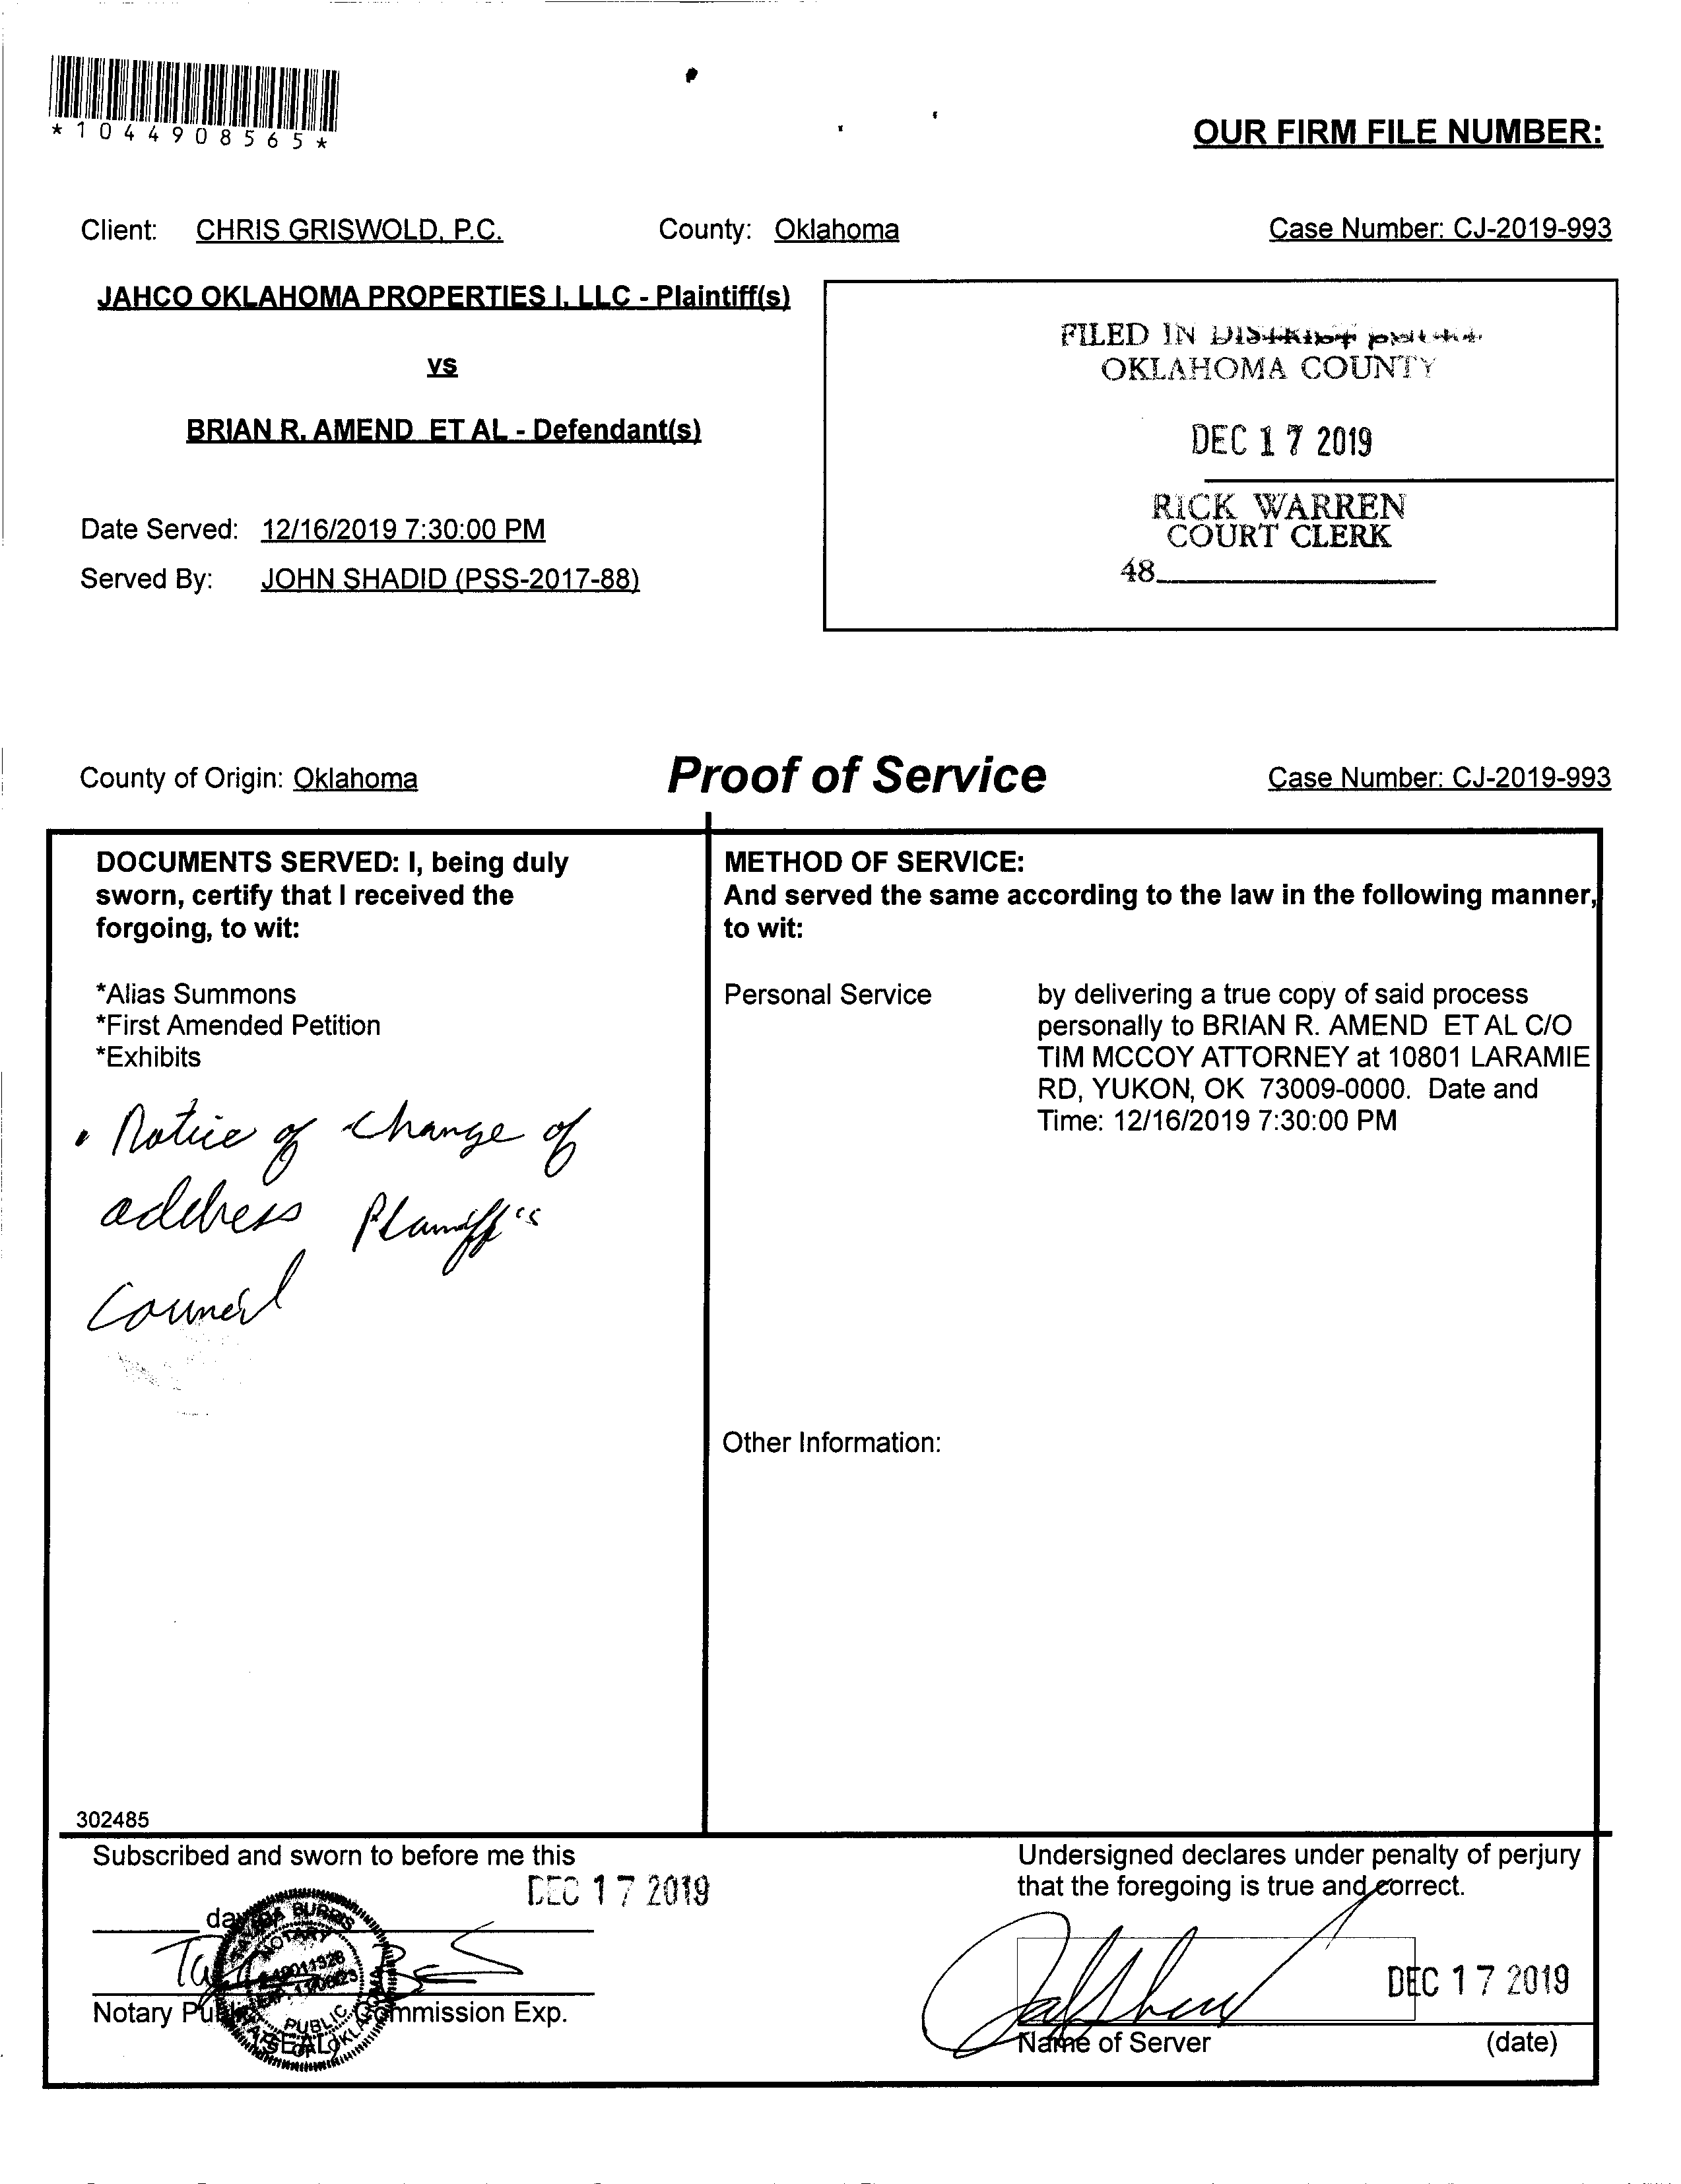 *1044908565*
OUR FIRM FILE NUMBER:
Client: CHRIS GRISWOLD, P.C. County: Oklahoma Case Number: CJ-2019-993
JAHCO OKLAHOMA PROPERTIES I, LLC - Plaintiff(s)
vs
BRIAN R. AMEND ET AL - Defendant(s)
Date Served: 12/16/2019 7:30:00 PM
Served By: JOHN SHADID (PSS-2017-88)
FILED IN DISTRICT COURT
OKLAHOMA COUNTY
DEC 17 2019
RICK WARREN
COURT CLERK
48
County of Origin: Oklahoma Proof of Service Case Number: CJ-2019-993
DOCUMENTS SERVED: I, being duly
sworn, certify that I received the
forgoing, to wit:
*Alias Summons
*First Amended Petition
*Exhibits
• Notice of Change of
address Plantiff's
Council
METHOD OF SERVICE:
And served the same according to the law in the following manner,
to wit:
Personal Service by delivering a true copy of said process
personally to BRIAN R. AMEND ET AL C/O
TIM MCCOY ATTORNEY at 10801 LARAMIE
RD, YUKON, OK 73009-0000. Date and
Time: 12/16/2019 7:30:00 PM
Other Information:
302485
Subscribed and sworn to before me this
DEC 17 2019
BURRIS
NOTARY
PUBLIC
SEAL
OKLAHOMA
Notary Commission Exp.
Undersigned declares under penalty of perjury
that the foregoing is true and correct.
DEC 17 2019
Name of Server (date)